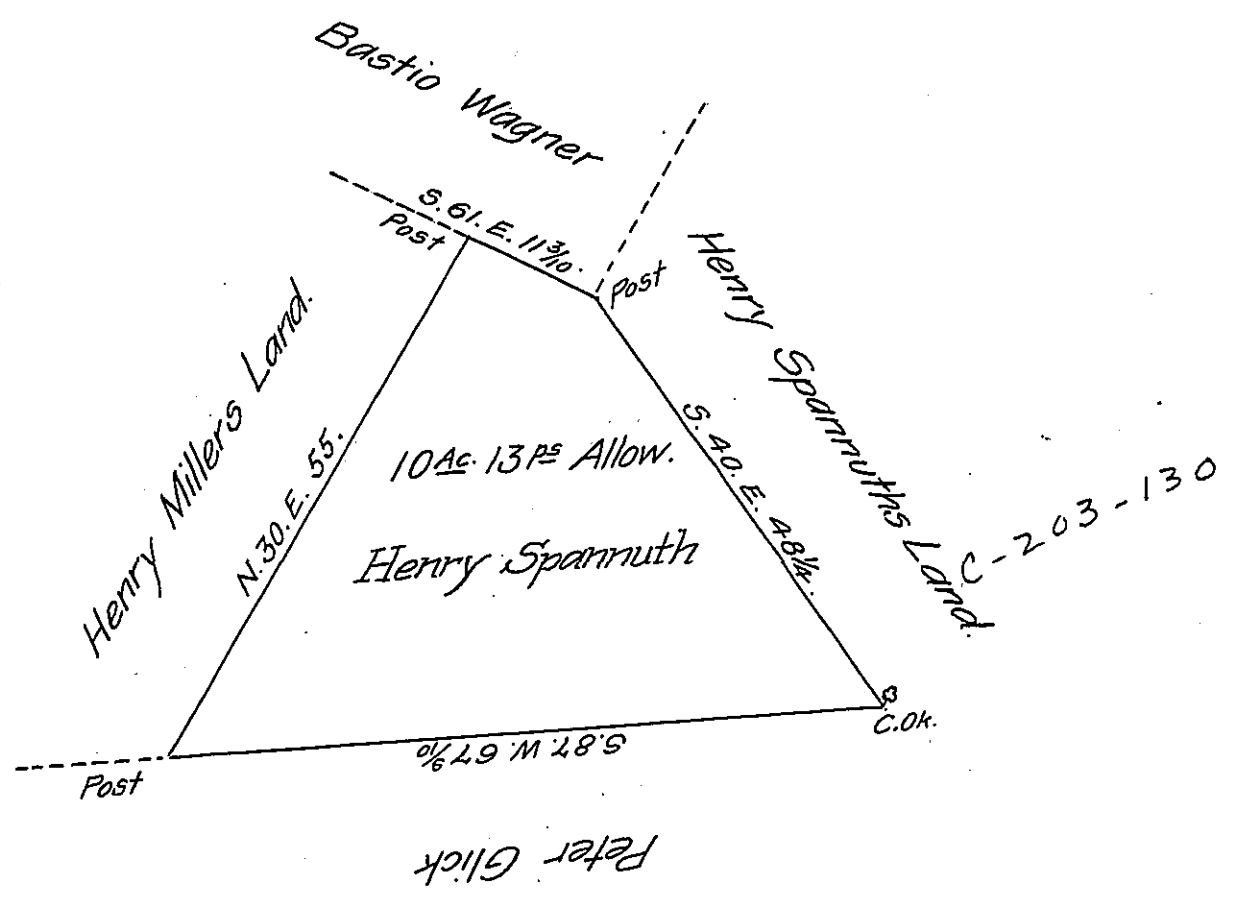 Bastio Wagner
S. 61. E. 11 3/10.
Post
Post
Henry Millers Land.
N. 30. E. 55.
Henry Spannuths Land.
S. 40. E. 48 1/4.
10 Ac. 13 ps Allow.
Henry Spannuth
C-203-130
C.Ok.
S. 87. W. 67 9/10
Post
Peter Glick